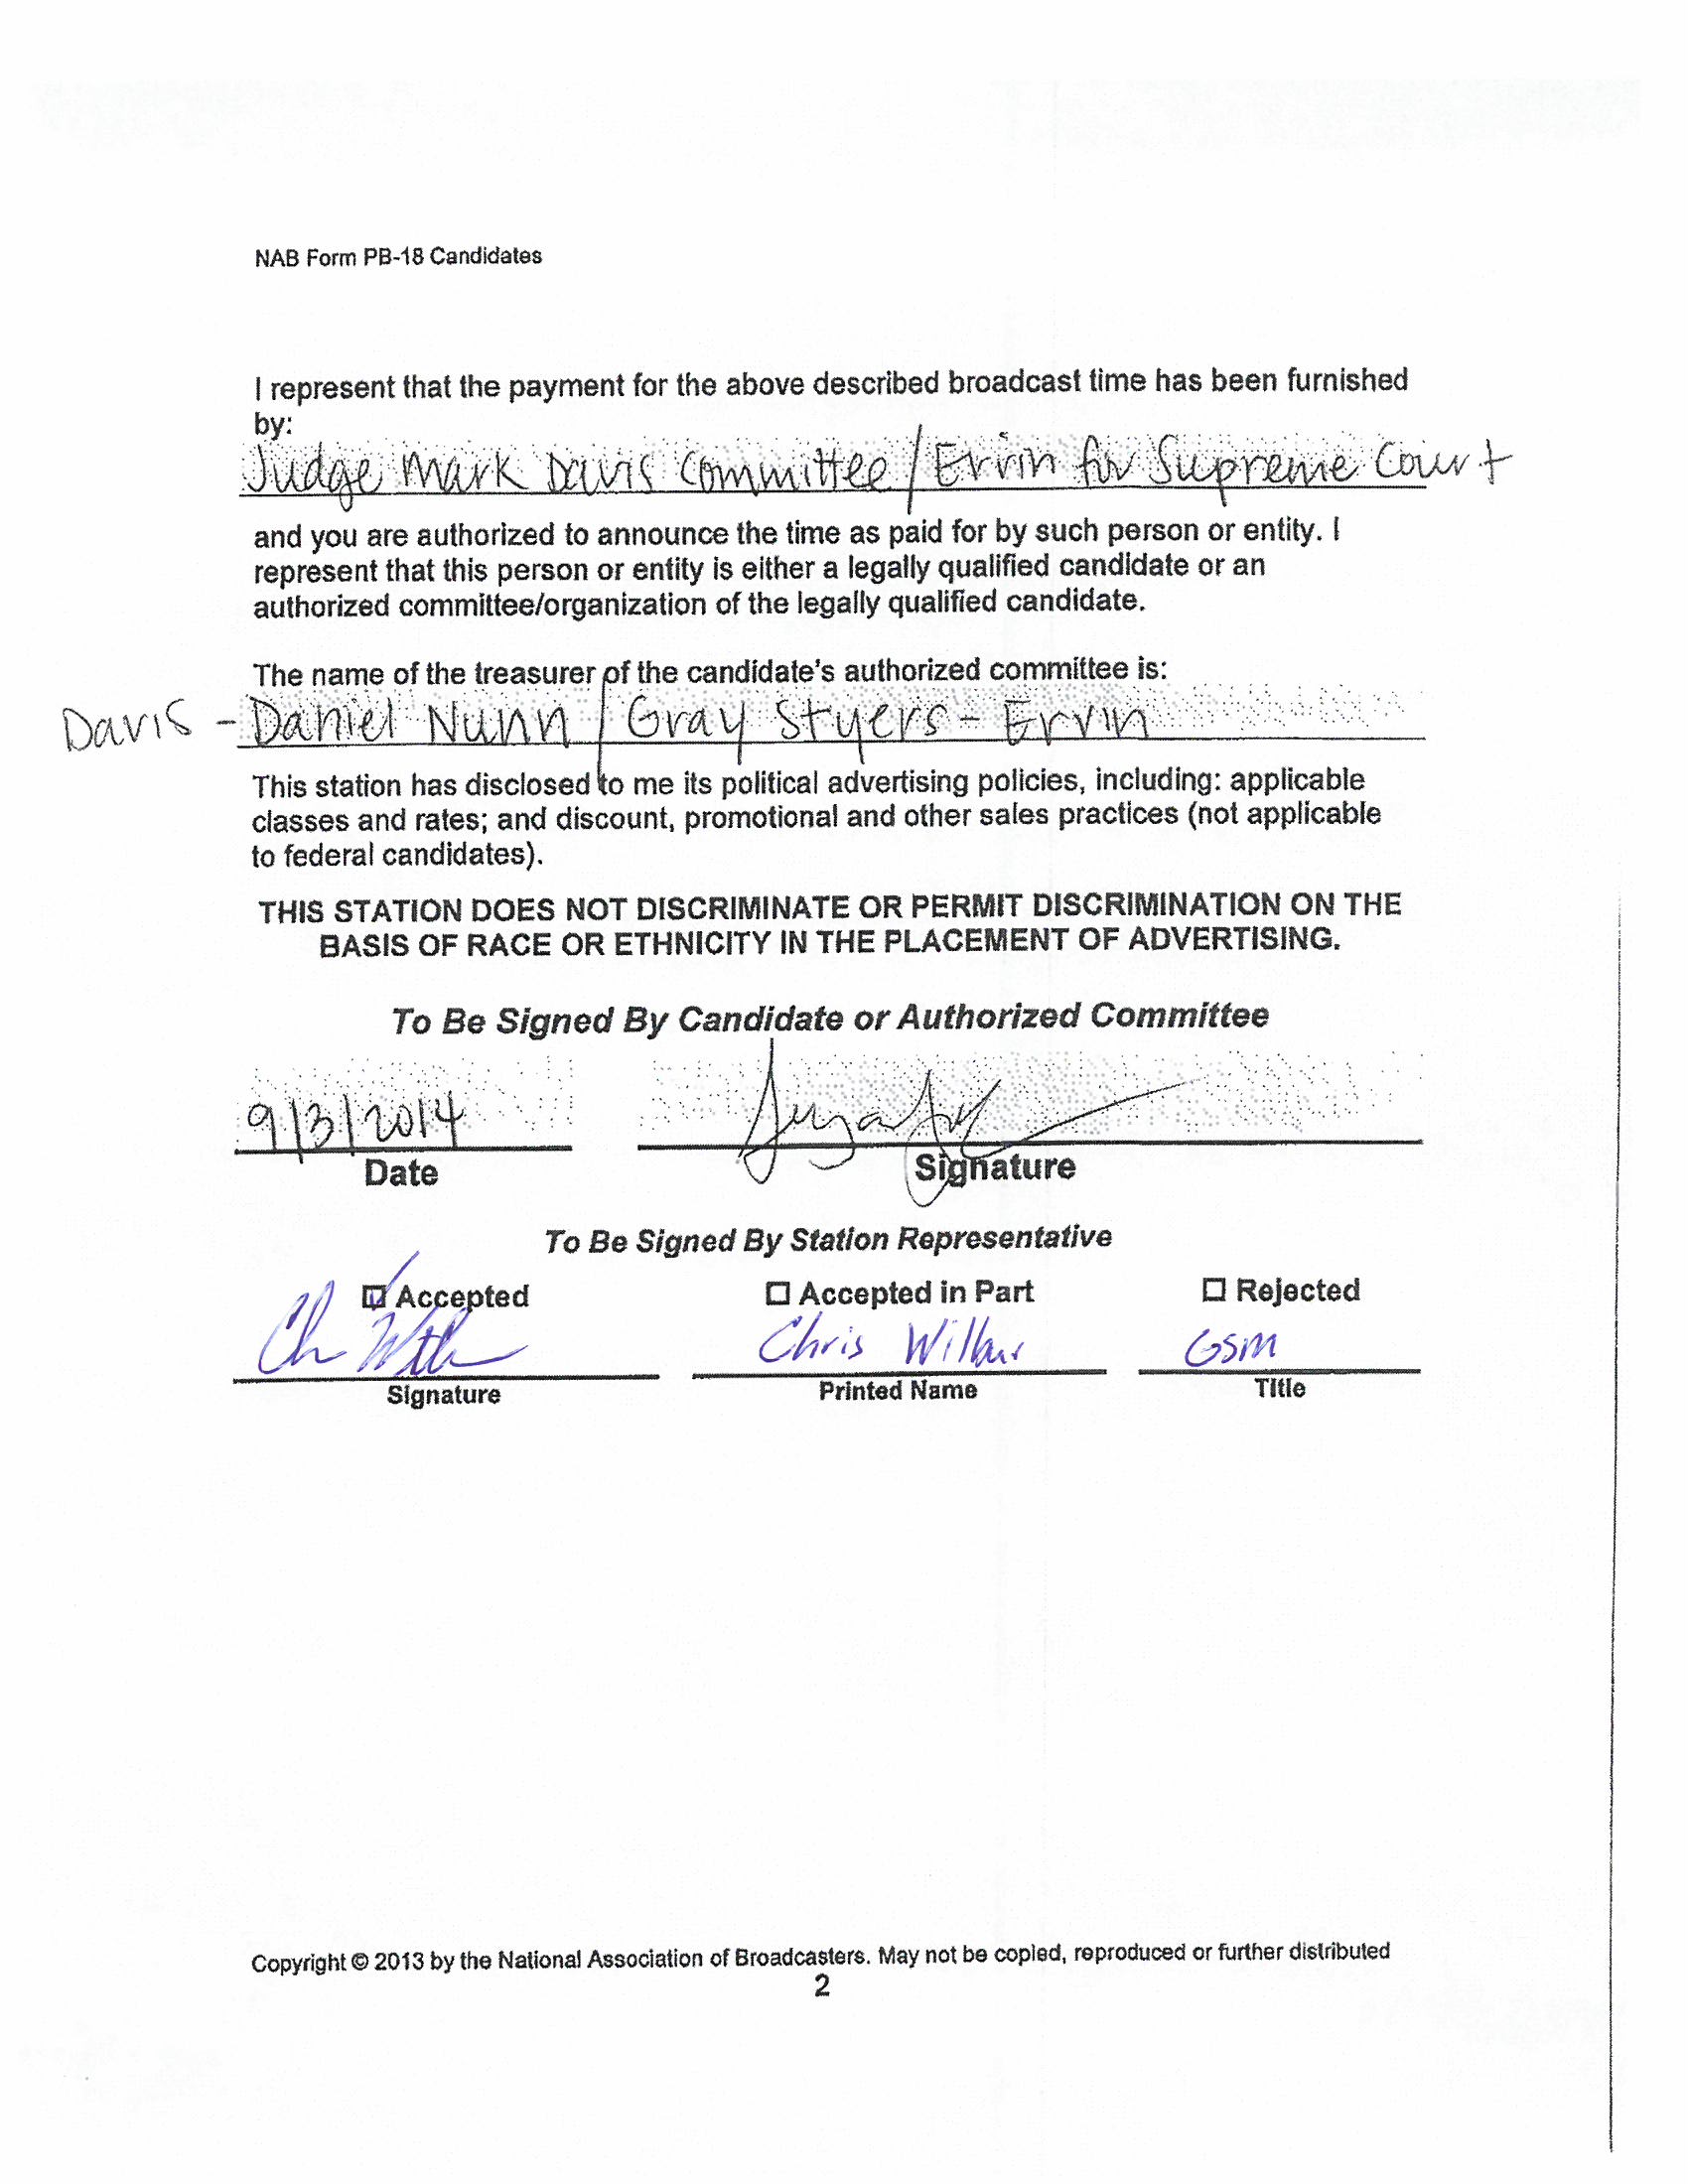 NAB Form PB-18 Candidates
I represent that the payment for the above described broadcast time has been furnished
by:
Judge Mark Davis Committee / Ervin for Supreme Court
and you are authorized to announce the time as paid for by such person or entity. I
represent that this person or entity is either a legally qualified candidate or an
authorized committee/organization of the legally qualified candidate.
The name of the treasurer of the candidate's authorized committee is:
Davis - Daniel Nunn / Gray Styers - Ervin
This station has disclosed to me its political advertising policies, including: applicable
classes and rates; and discount, promotional and other sales practices (not applicable
to federal candidates).
THIS STATION DOES NOT DISCRIMINATE OR PERMIT DISCRIMINATION ON THE
BASIS OF RACE OR ETHNICITY IN THE PLACEMENT OF ADVERTISING.
To Be Signed By Candidate or Authorized Committee
9/3/2014
Date Signature
To Be Signed By Station Representative
☑ Accepted ☐ Accepted in Part ☐ Rejected
Chris Wilbur GSM
Signature Printed Name Title
Copyright © 2013 by the National Association of Broadcasters. May not be copied, reproduced or further distributed
2